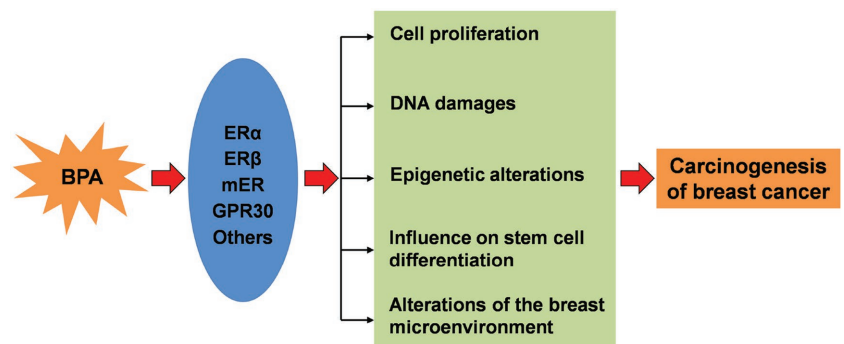 BPA
ERα
ERβ
mER
GPR30
Others
Cell proliferation
DNA damages
Epigenetic alterations
Influence on stem cell
differentiation
Alterations of the breast
microenvironment
Carcinogenesis
of breast cancer